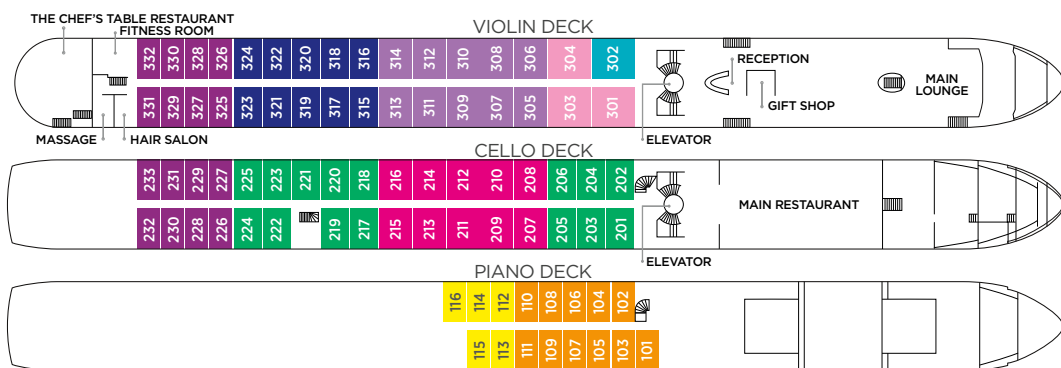 VIOLIN DECK
THE CHEF'S TABLE RESTAURANT
FITNESS ROOM
332 330 328 326 324 322 320 318 316 314 312 310 308 306 304 302
RECEPTION
MAIN
LOUNGE
GIFT SHOP
331 329 327 325 323 321 319 317 315 313 311 309 307 305 303 301
MASSAGE
HAIR SALON
ELEVATOR
CELLO DECK
233 231 229 227 225 223 221 220 218 216 214 212 210 208 206 204 202
MAIN RESTAURANT
232 230 228 226 224 222 219 217 215 213 211 209 207 205 203 201
ELEVATOR
PIANO DECK
116 114 112 110 108 106 104 102
115 113 111 109 107 105 103 101